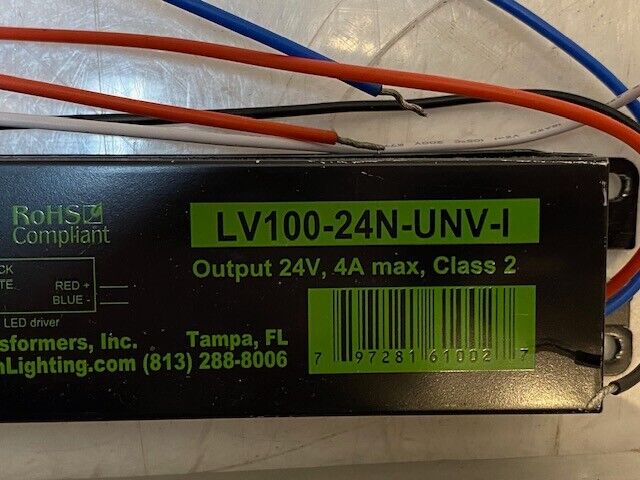 RoHS
Compliant
LV100-24N-UNV-I
Output 24V, 4A max, Class 2
CK
TE RED +
BLUE -
LED driver
sformers, Inc. Tampa, FL
nLighting.com (813) 288-8006
7 97281 61002 7